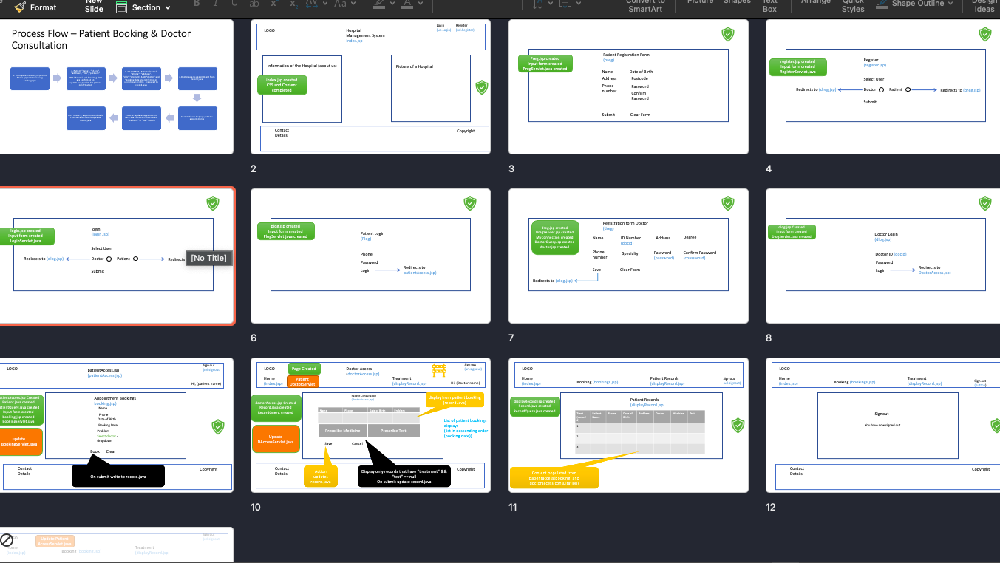 Format
New
Slide
Section
Convert to
SmartArt
Picture
Shapes
Text
Box
Arrange
Quick
Styles
Shape Outline
Design
Ideas
Process Flow – Patient Booking & Doctor
Consultation
LOGO
Hospital
Management System
index.jsp
Login
(url:Login)
Register
(url:Register)
Information of the Hospital (about us)
index.jsp created
CSS and Content
completed
Picture of a Hospital
Contact
Details
Copyright
2
Preg.jsp created
Input form created
PregServlet.java created
Patient Registration Form
(preg)
Name
Date of Birth
Address
Postcode
Phone
number
Password
Confirm
Password
Submit
Clear Form
3
register.jsp created
Input form created
RegisterServlet.java
Register
(register.jsp)
Select User
Redirects to (dreg.jsp)
Doctor
Patient
Redirects to (preg.jsp)
Submit
4
login.jsp created
Input form created
LoginServlet.java
login
(login.jsp)
Select User
Redirects to (dlog.jsp)
Doctor
Patient
Redirects
[No Title]
Submit
plog.jsp created
Input form created
PlogServlet.java created
Patient Login
(Plog)
Phone
Password
Login
Redirects to
patientAccess.jsp)
6
dreg.jsp created
DregServlet.jsp created
MyConnection created
DoctorQuery.jsp created
doctor.jsp created
Registration form Doctor
(dreg)
Name
ID Number
(docid)
Address
Degree
Phone
number
Specialty
Password
(password)
Confirm Password
(cpassword)
Save
Clear Form
Redirects to (dlog.jsp)
7
dlog.jsp Created
Input form created
DlogServlet.java created
Doctor Login
(dlog.jsp)
Doctor ID (docid)
Password
Login
Redirects to
DoctorAccess.jsp)
8
LOGO
patientAccess.jsp
(patientAccess.jsp)
Sign out
(url:signout)
Hi, (patient name)
Patient.java created
Input form created
booking.jsp created
BookingServlet.java
update
BookingServlet.java
Appointment Bookings
booking.jsp)
Name
Phone
Date of Birth
Booking Date
Problem
Select doctor -
dropdown
Book
Clear
Contact
Details
On submit write to record.java
Copyright
LOGO
Page Created
Doctor Access
(doctorAccess.jsp)
Sign out
(url:signout)
Home
(index.jsp)
Patient
DoctorServlet
Treatment
(displayRecord.jsp)
Hi, (Doctor name)
doctorAccess.jsp Created
Record.java created
RecordQuery created
Update
DAccessServlet.java
Patient Consultation
(doctorAccess.jsp)
Name
Phone
Date of Birth
Problem
Prescribe Medicine
Prescribe Test
Save
Cancel
display from patient booking
(record.java)
List of patient bookings
displays
(list in descending order
(booking date))
Contact
Details
Action
updates
record.java
Display only records that have "treatment" &&
"test" == null
On submit update record.java
Copyright
10
LOGO
Home
(index.jsp)
Booking (bookings.jsp)
Patient Records
(displayRecord.jsp)
Sign out
(url:signout)
displayRecord.jsp created
Record.java created
RecordQuery.java created
Patient Records
(displayRecord.jsp
Patient
Name
Phone
Date of
Birth
Problem
Doctor
Medicine
Test
1
2
3
Content populated from
patientaccess(booking) and
doctoraccess(consultation)
11
LOGO
Home
(index.jsp)
Booking (bookings.jsp)
Treatment
(displayRecord.jsp)
Sign out
(button)
Signout
You have now signed out
Contact
Details
Copyright
12
Update Patient
AccessServlet.java
Sign out
(url:signout)
Home
(index.jsp)
Booking (booking.jsp)
Treatment
(displayRecord.jsp)